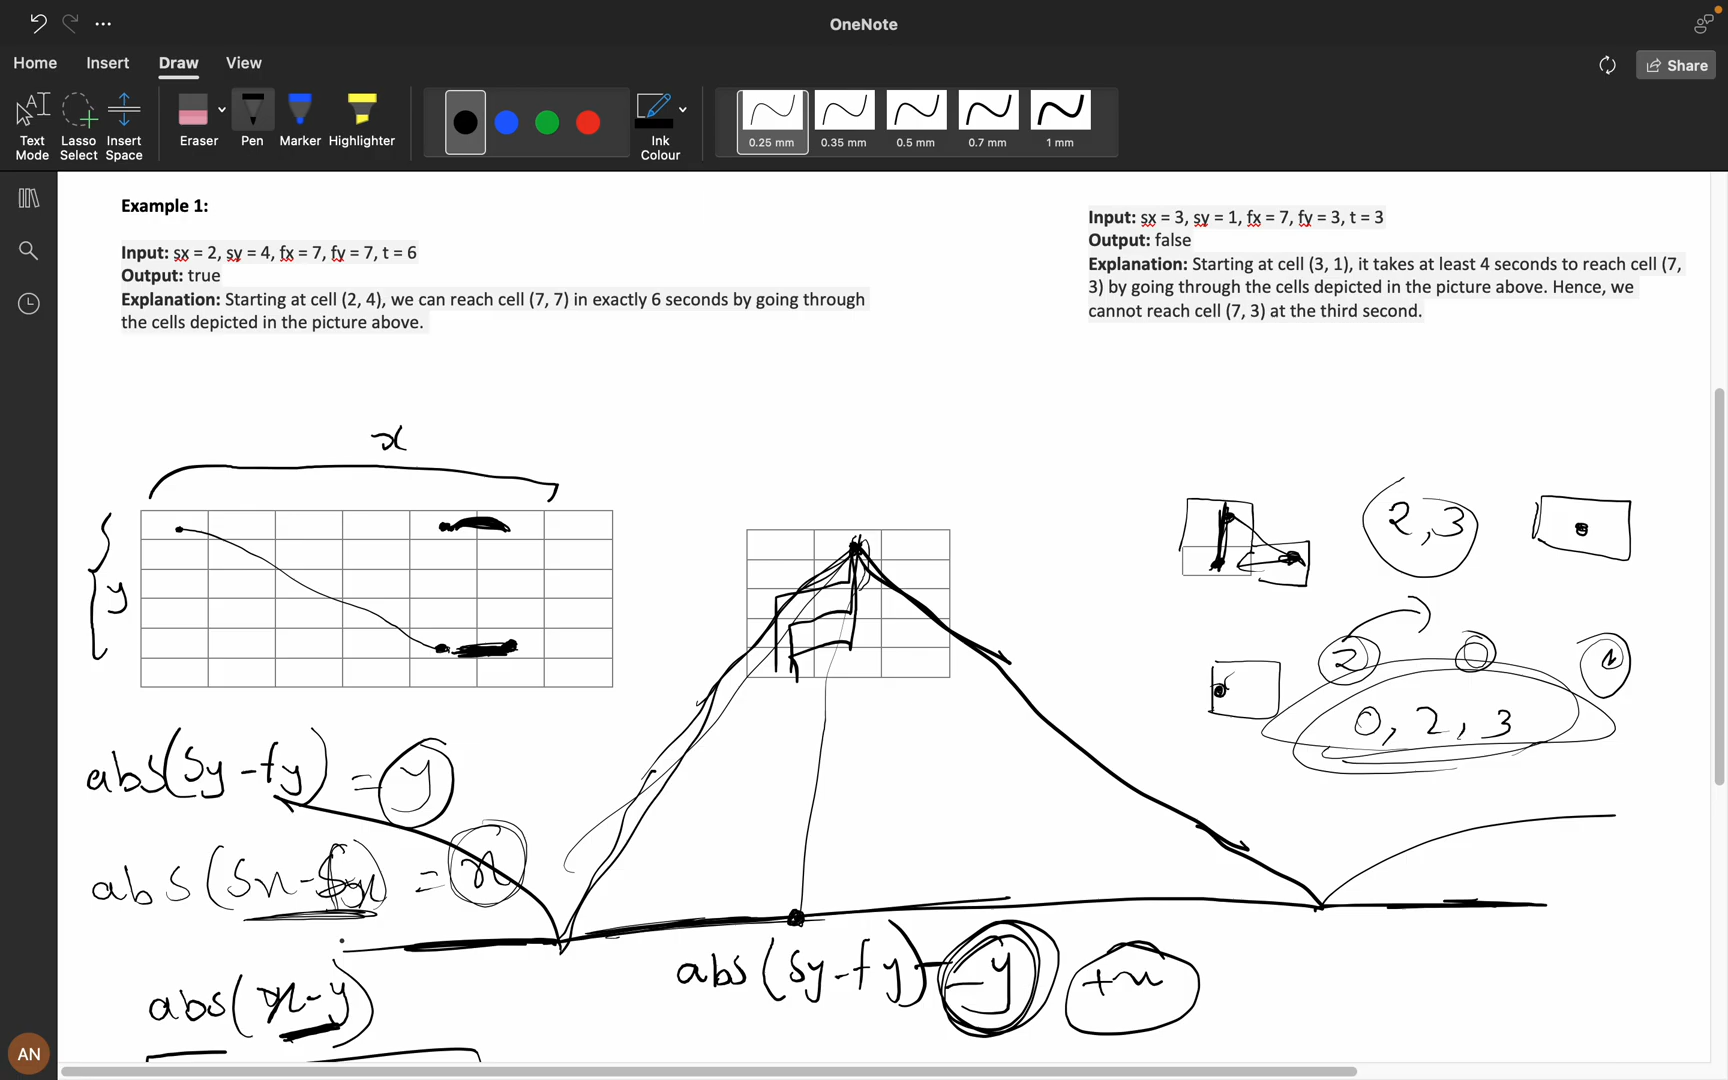 OneNote
Home Insert Draw View
Share
Text Mode
Lasso Select
Insert Space
Eraser
Pen
Marker
Highlighter
Ink Colour
0.25 mm 0.35 mm 0.5 mm 0.7 mm 1 mm
Example 1:
Input: sx = 2, sy = 4, fx = 7, fy = 7, t = 6
Output: true
Explanation: Starting at cell (2, 4), we can reach cell (7, 7) in exactly 6 seconds by going through
the cells depicted in the picture above.
Input: sx = 3, sy = 1, fx = 7, fy = 3, t = 3
Output: false
Explanation: Starting at cell (3, 1), it takes at least 4 seconds to reach cell (7,
3) by going through the cells depicted in the picture above. Hence, we
cannot reach cell (7, 3) at the third second.
x
y
2,3
2 0 1
0, 2, 3
abs(sy-fy) = y
abs(sx-fx) = x
abs(x-y)
abs(sy-fy) -y +x
AN